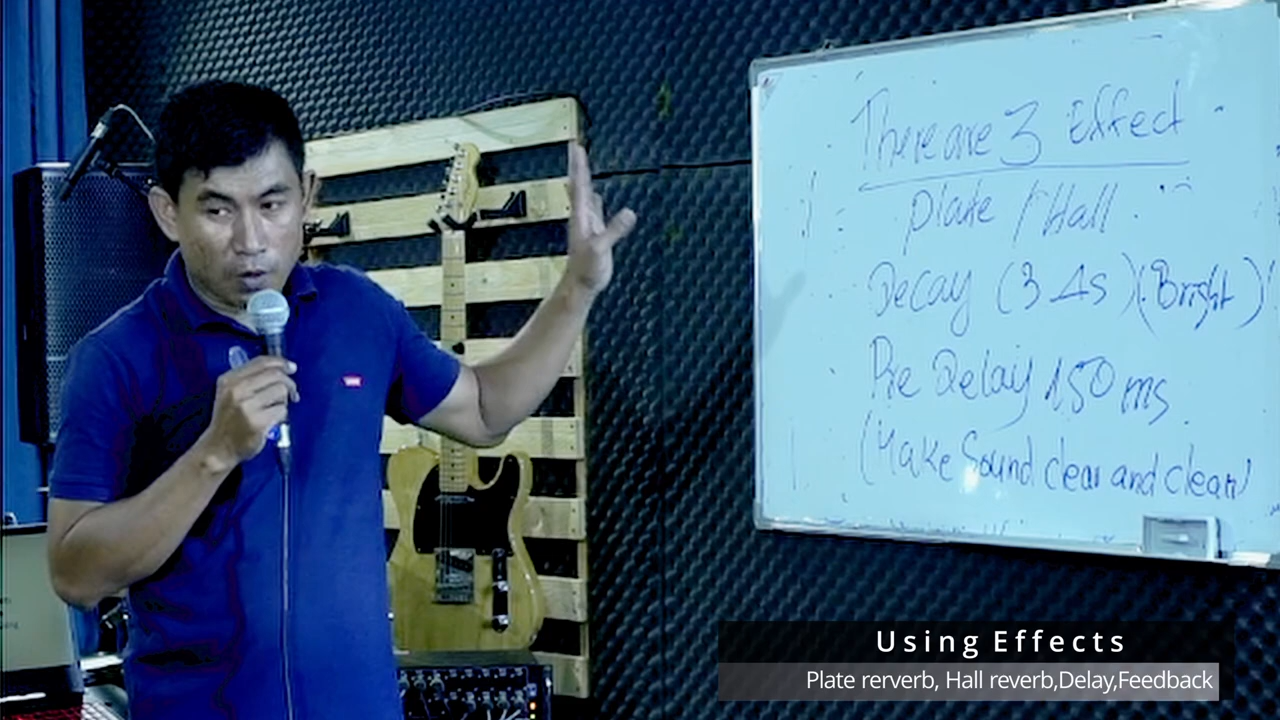 There are 3 Effect
Plate / Hall
Decay (3 4s) (Bright)
Pre Delay 150 ms
(Make Sound clear and clean)
Using Effects
Plate rerverb, Hall reverb,Delay,Feedback